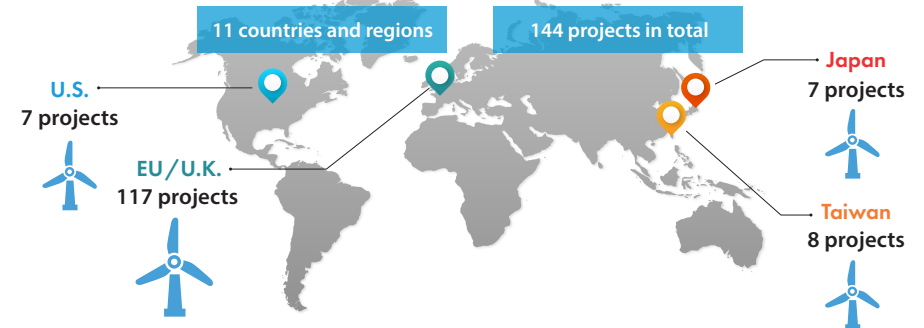 11 countries and regions
144 projects in total
U.S.
7 projects
EU/U.K.
117 projects
Japan
7 projects
Taiwan
8 projects